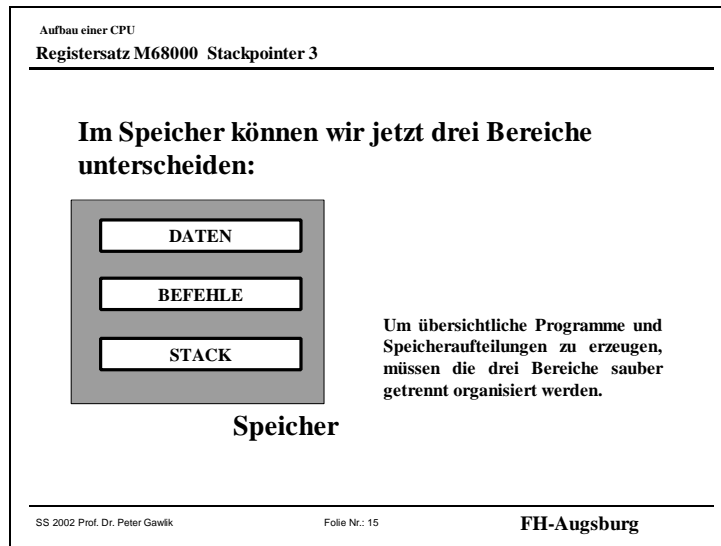 Aufbau einer CPU
Registersatz M68000 Stackpointer 3
Im Speicher können wir jetzt drei Bereiche
unterscheiden:
DATEN
BEFEHLE
STACK
Speicher
Um übersichtliche Programme und
Speicheraufteilungen zu erzeugen,
müssen die drei Bereiche sauber
getrennt organisiert werden.
SS 2002 Prof. Dr. Peter Gawlik
Folie Nr.: 15
FH-Augsburg